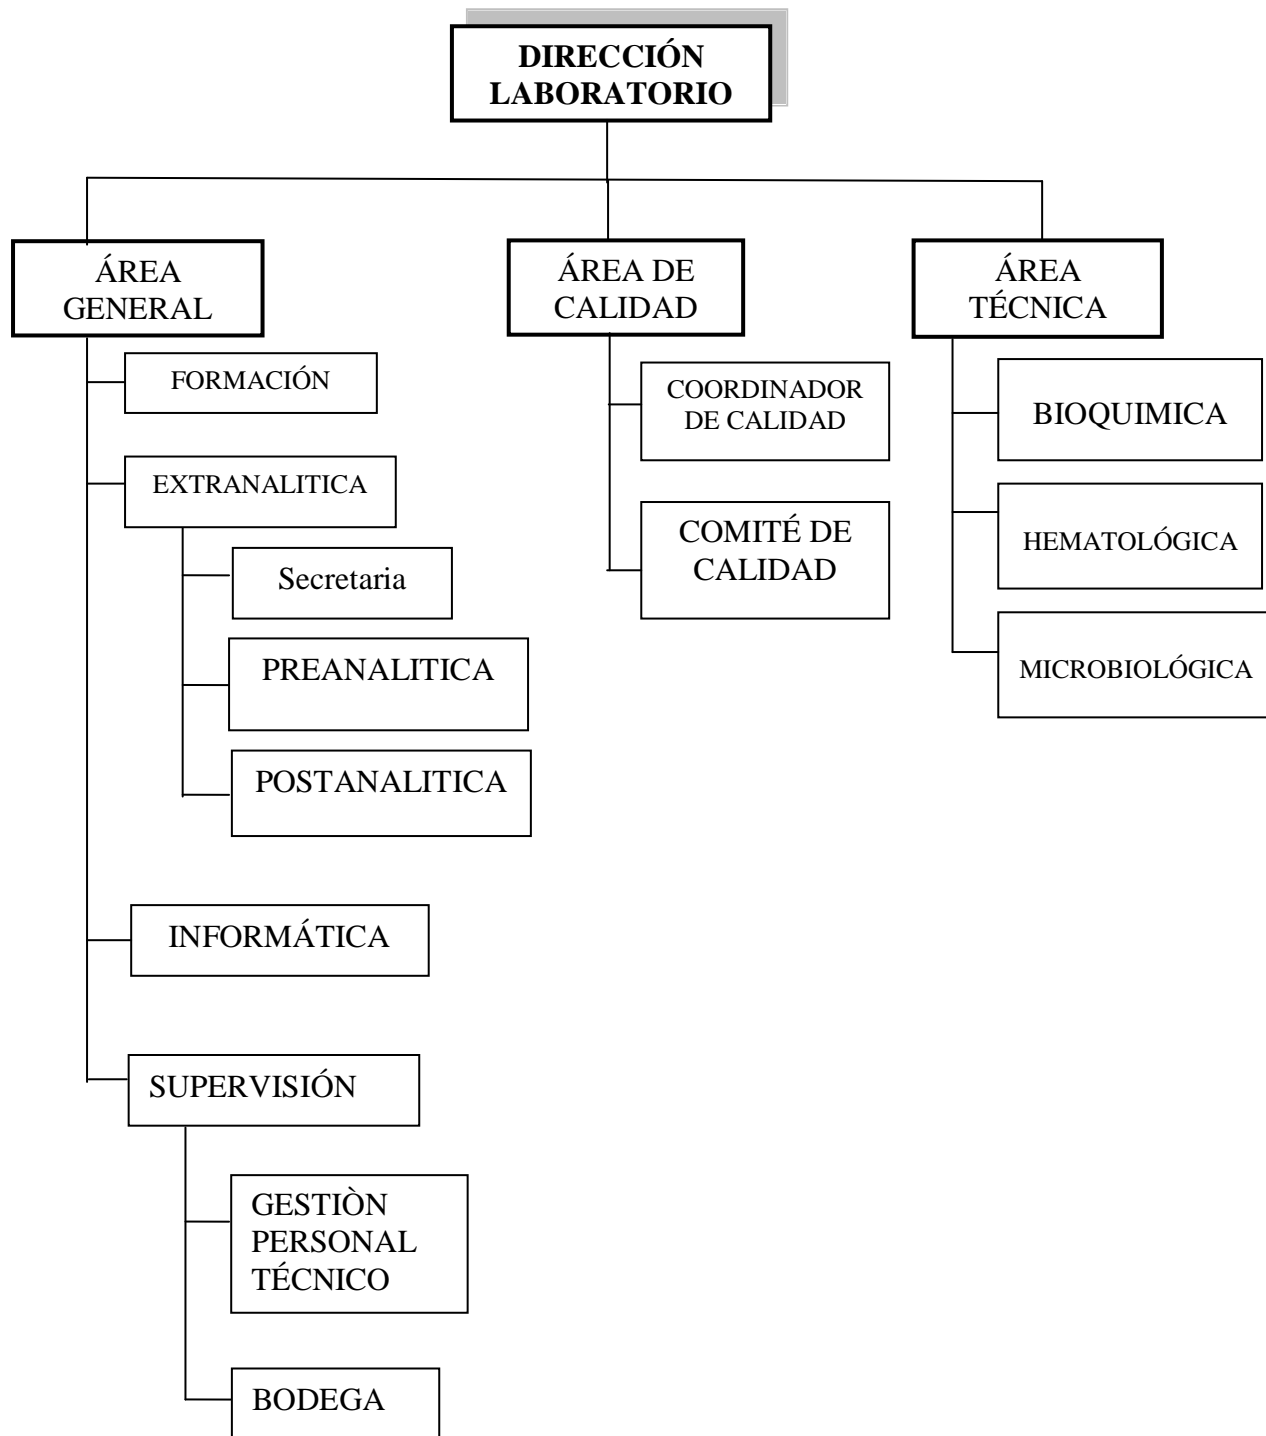 DIRECCIÓN
LABORATORIO
ÁREA
GENERAL
FORMACIÓN
EXTRANALITICA
Secretaria
PREANALITICA
POSTANALITICA
INFORMÁTICA
SUPERVISIÓN
GESTIÒN
PERSONAL
TÉCNICO
BODEGA
ÁREA DE
CALIDAD
COORDINADOR
DE CALIDAD
COMITÉ DE
CALIDAD
ÁREA
TÉCNICA
BIOQUIMICA
HEMATOLÓGICA
MICROBIOLÓGICA